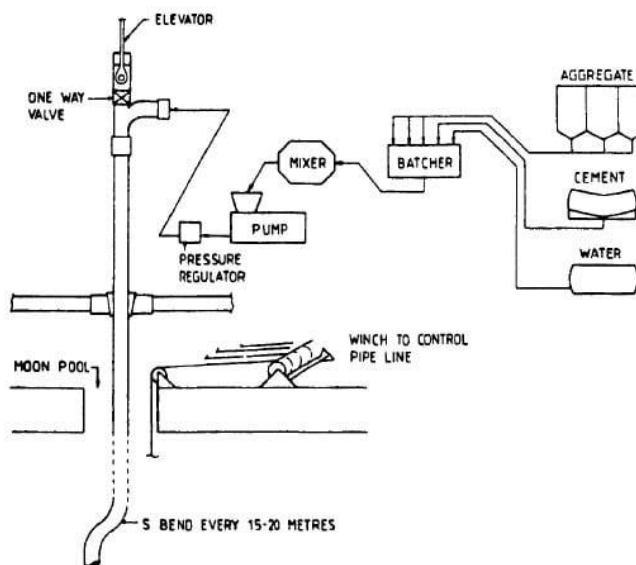 ELEVATOR
ONE WAY
VALVE
AGGREGATE
MIXER
BATCHER
CEMENT
PUMP
PRESSURE
REGULATOR
WATER
WINCH TO CONTROL
PIPE LINE
MOON POOL
S BEND EVERY 15-20 METRES